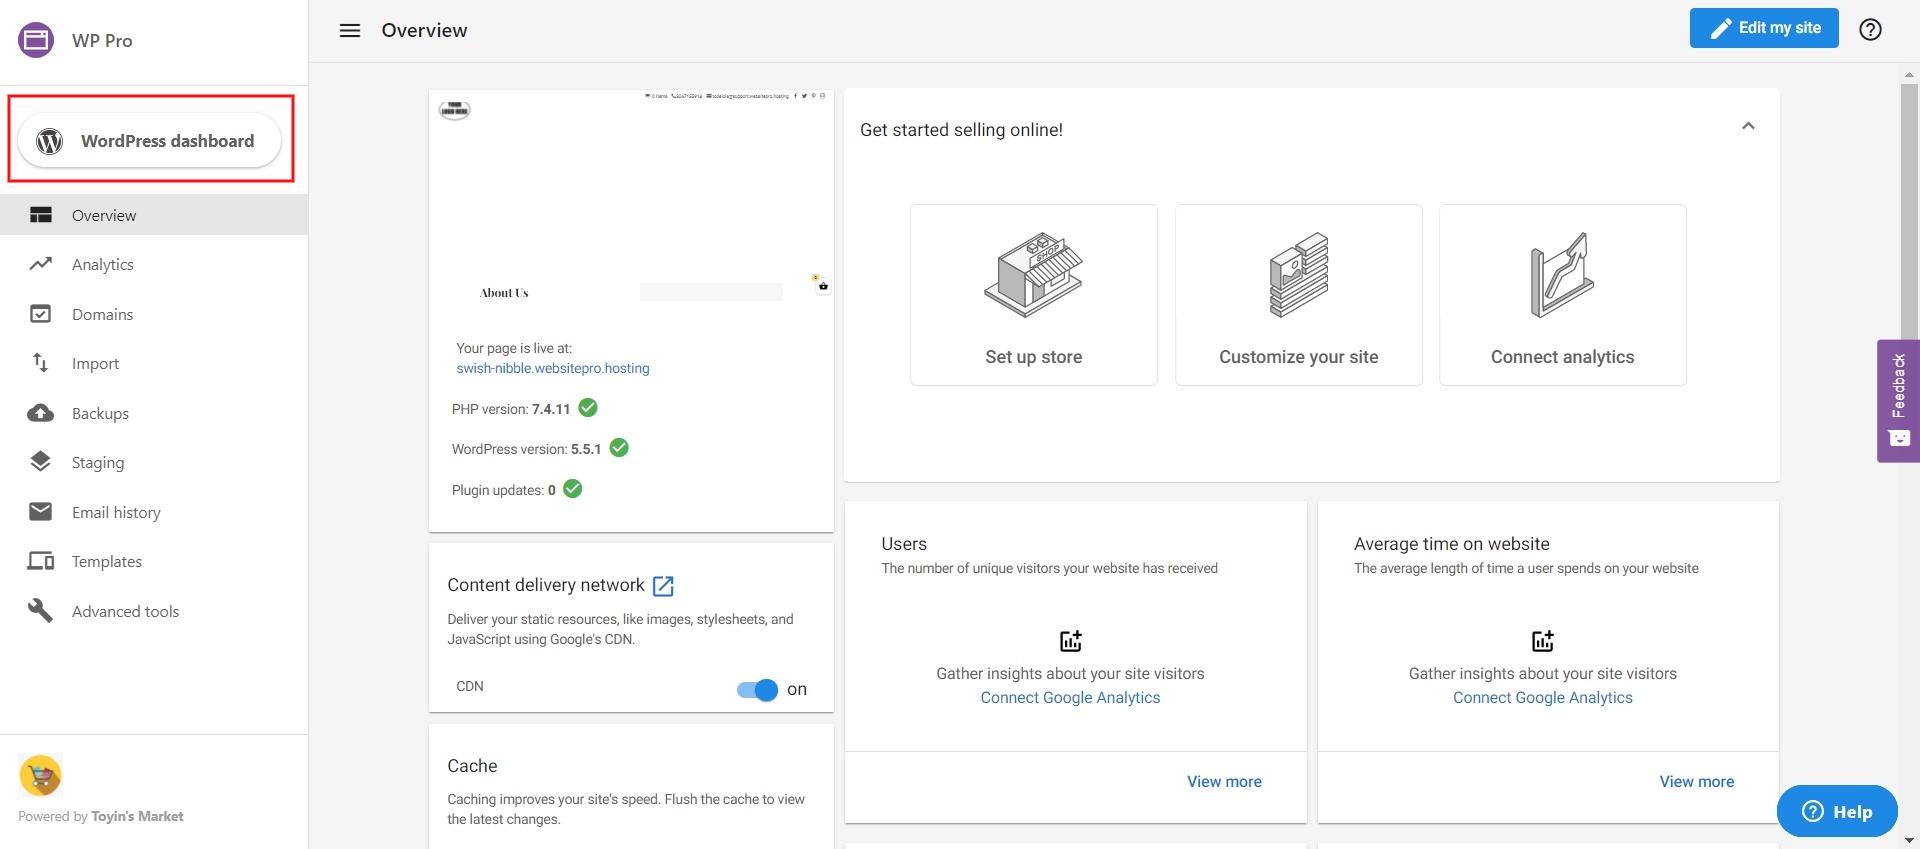 WP Pro
WordPress dashboard
Overview
Analytics
Domains
Import
Backups
Staging
Email history
Templates
Advanced tools
Powered by Toyin's Market
Overview
Edit my site
YOUR
LOGO HERE
0 Items
About Us
Your page is live at:
swish-nibble.websitepro.hosting
PHP version: 7.4.11
WordPress version: 5.5.1
Plugin updates: 0
Content delivery network
Deliver your static resources, like images, stylesheets, and
JavaScript using Google's CDN.
CDN
on
Cache
Caching improves your site's speed. Flush the cache to view
the latest changes.
Get started selling online!
SHOP
Set up store
Customize your site
Connect analytics
Users
The number of unique visitors your website has received
Gather insights about your site visitors
Connect Google Analytics
View more
Average time on website
The average length of time a user spends on your website
Gather insights about your site visitors
Connect Google Analytics
View more
Feedback
Help